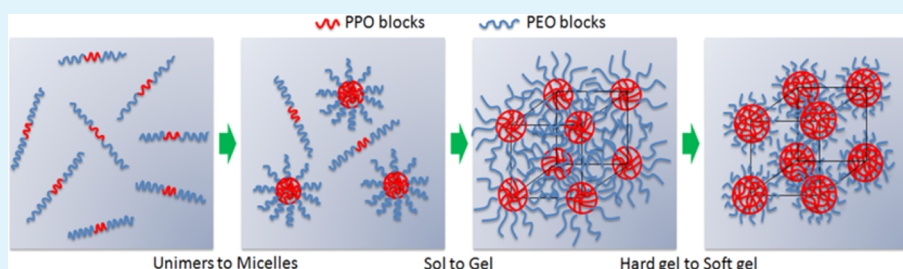 PPO blocks PEO blocks
Unimers to Micelles Sol to Gel Hard gel to Soft gel